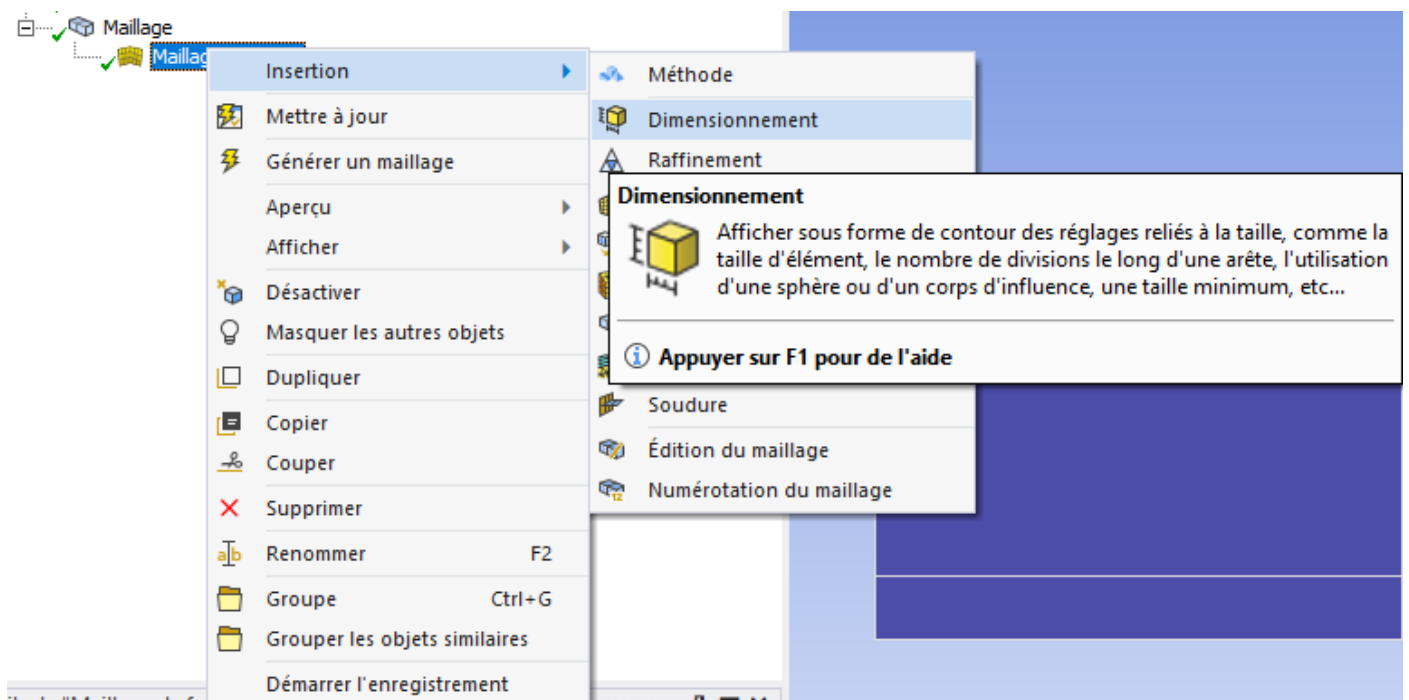 Maillage
Maillag
Insertion
Mettre à jour
Générer un maillage
Aperçu
Afficher
Désactiver
Masquer les autres objets
Dupliquer
Copier
Couper
Supprimer
Renommer F2
Groupe Ctrl+G
Grouper les objets similaires
Démarrer l'enregistrement
Méthode
Dimensionnement
Raffinement
Dimensionnement
Afficher sous forme de contour des réglages reliés à la taille, comme la
taille d'élément, le nombre de divisions le long d'une arête, l'utilisation
d'une sphère ou d'un corps d'influence, une taille minimum, etc...
Appuyer sur F1 pour de l'aide
Soudure
Édition du maillage
Numérotation du maillage